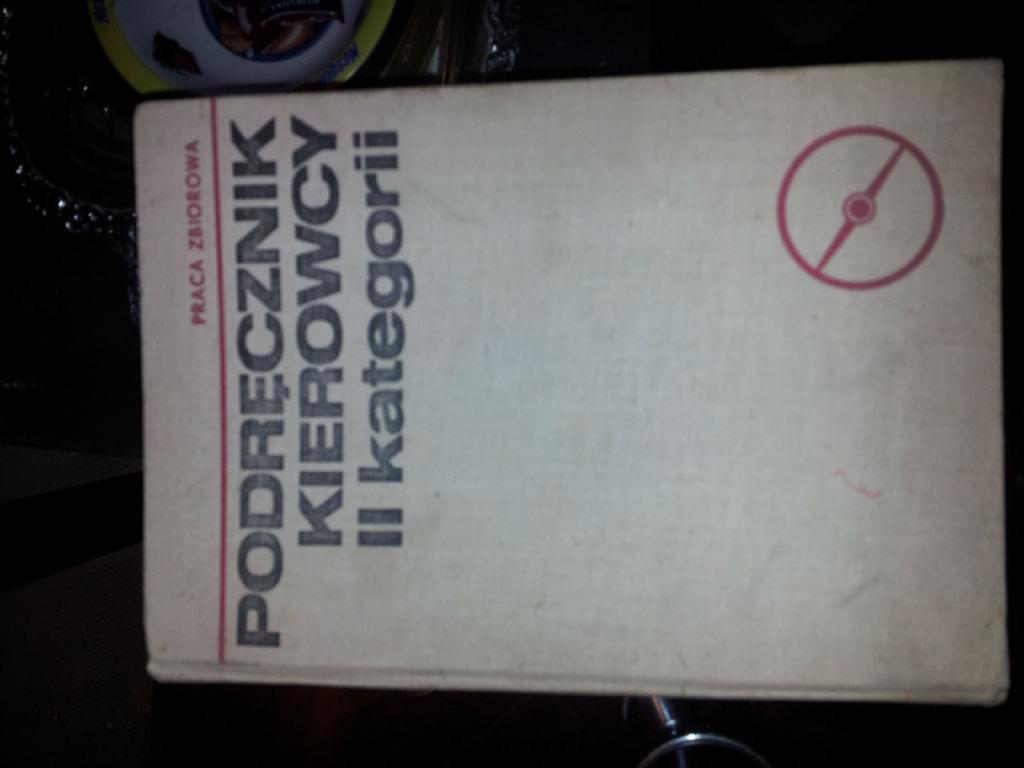 PRACA ZBIOROWA
PODRĘCZNIK
KIEROWCY
II kategorii